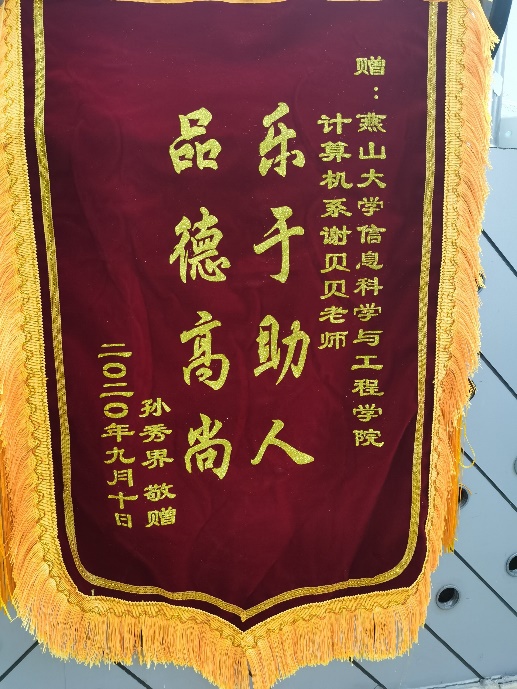 赠：燕山大学信息科学与工程学院
计算机系谢贝贝老师
乐于助人
品德高尚
孙秀界 敬赠
二〇二〇年九月十日